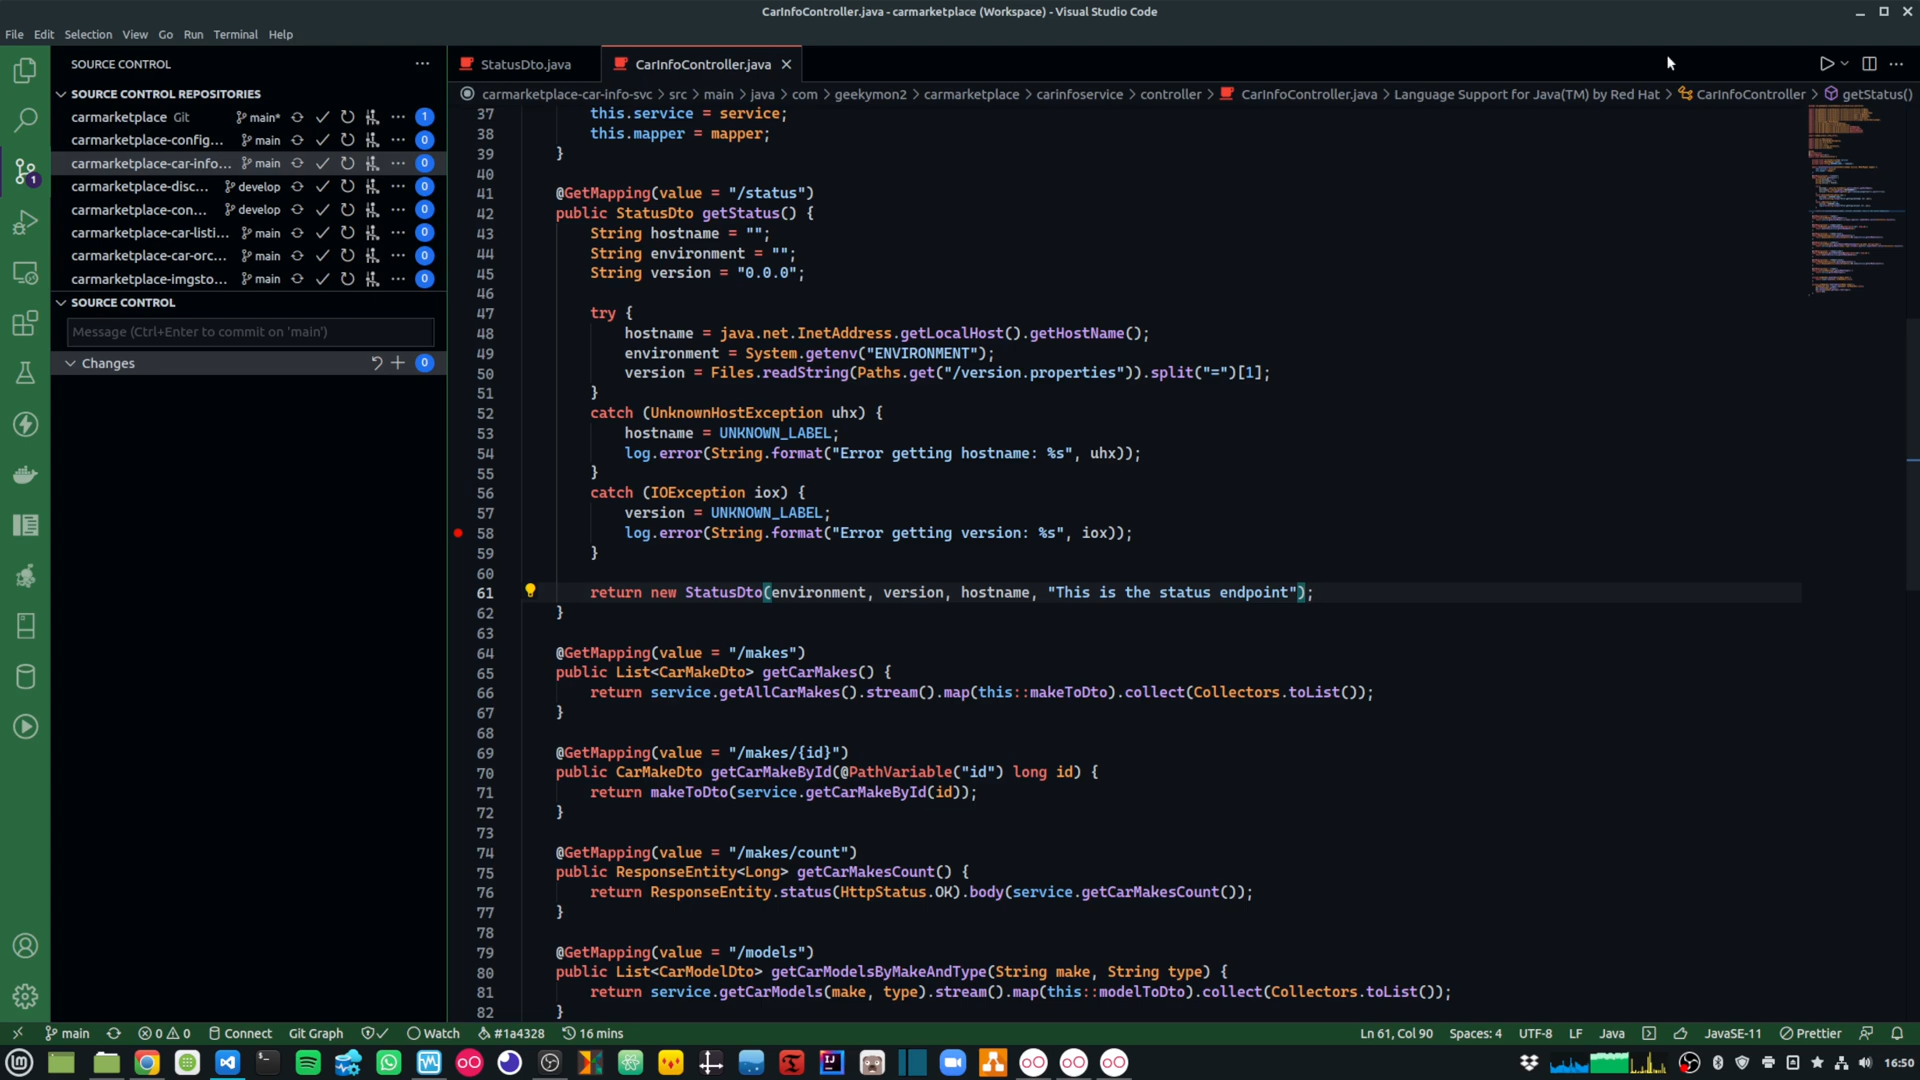 CarInfoController.java - carmarketplace (Workspace) - Visual Studio Code
File Edit Selection View Go Run Terminal Help
SOURCE CONTROL
StatusDto.java
CarInfoController.java
carmarketplace-car-info-svc > src > main > java > com > geekymon2 > carmarketplace > carinfoservice > controller > CarInfoController.java > Language Support for Java(TM) by Red Hat > CarInfoController > getStatus()
SOURCE CONTROL REPOSITORIES
carmarketplace Git main* 1
carmarketplace-config... main 0
carmarketplace-car-info... main 0
carmarketplace-disc... develop 0
carmarketplace-con... develop 0
carmarketplace-car-listi... main 0
carmarketplace-car-orc... main 0
carmarketplace-imgsto... main 0
SOURCE CONTROL
Message (Ctrl+Enter to commit on 'main')
Changes 0
1
37 this.service = service;
38 this.mapper = mapper;
39 }
40
41 @GetMapping(value = "/status")
42 public StatusDto getStatus() {
43 String hostname = "";
44 String environment = "";
45 String version = "0.0.0";
46
47 try {
48 hostname = java.net.InetAddress.getLocalHost().getHostName();
49 environment = System.getenv("ENVIRONMENT");
50 version = Files.readString(Paths.get("/version.properties")).split("=")[1];
51 }
52 catch (UnknownHostException uhx) {
53 hostname = UNKNOWN_LABEL;
54 log.error(String.format("Error getting hostname: %s", uhx));
55 }
56 catch (IOException iox) {
57 version = UNKNOWN_LABEL;
58 log.error(String.format("Error getting version: %s", iox));
59 }
60
61 return new StatusDto(environment, version, hostname, "This is the status endpoint");
62 }
63
64 @GetMapping(value = "/makes")
65 public List<CarMakeDto> getCarMakes() {
66 return service.getAllCarMakes().stream().map(this::makeToDto).collect(Collectors.toList());
67 }
68
69 @GetMapping(value = "/makes/{id}")
70 public CarMakeDto getCarMakeById(@PathVariable("id") long id) {
71 return makeToDto(service.getCarMakeById(id));
72 }
73
74 @GetMapping(value = "/makes/count")
75 public ResponseEntity<Long> getCarMakesCount() {
76 return ResponseEntity.status(HttpStatus.OK).body(service.getCarMakesCount());
77 }
78
79 @GetMapping(value = "/models")
80 public List<CarModelDto> getCarModelsByMakeAndType(String make, String type) {
81 return service.getCarModels(make, type).stream().map(this::modelToDto).collect(Collectors.toList());
82 }
main 0 0 Connect Git Graph Watch #1a4328 16 mins Ln 61, Col 90 Spaces: 4 UTF-8 LF Java JavaSE-11 Prettier
16:50